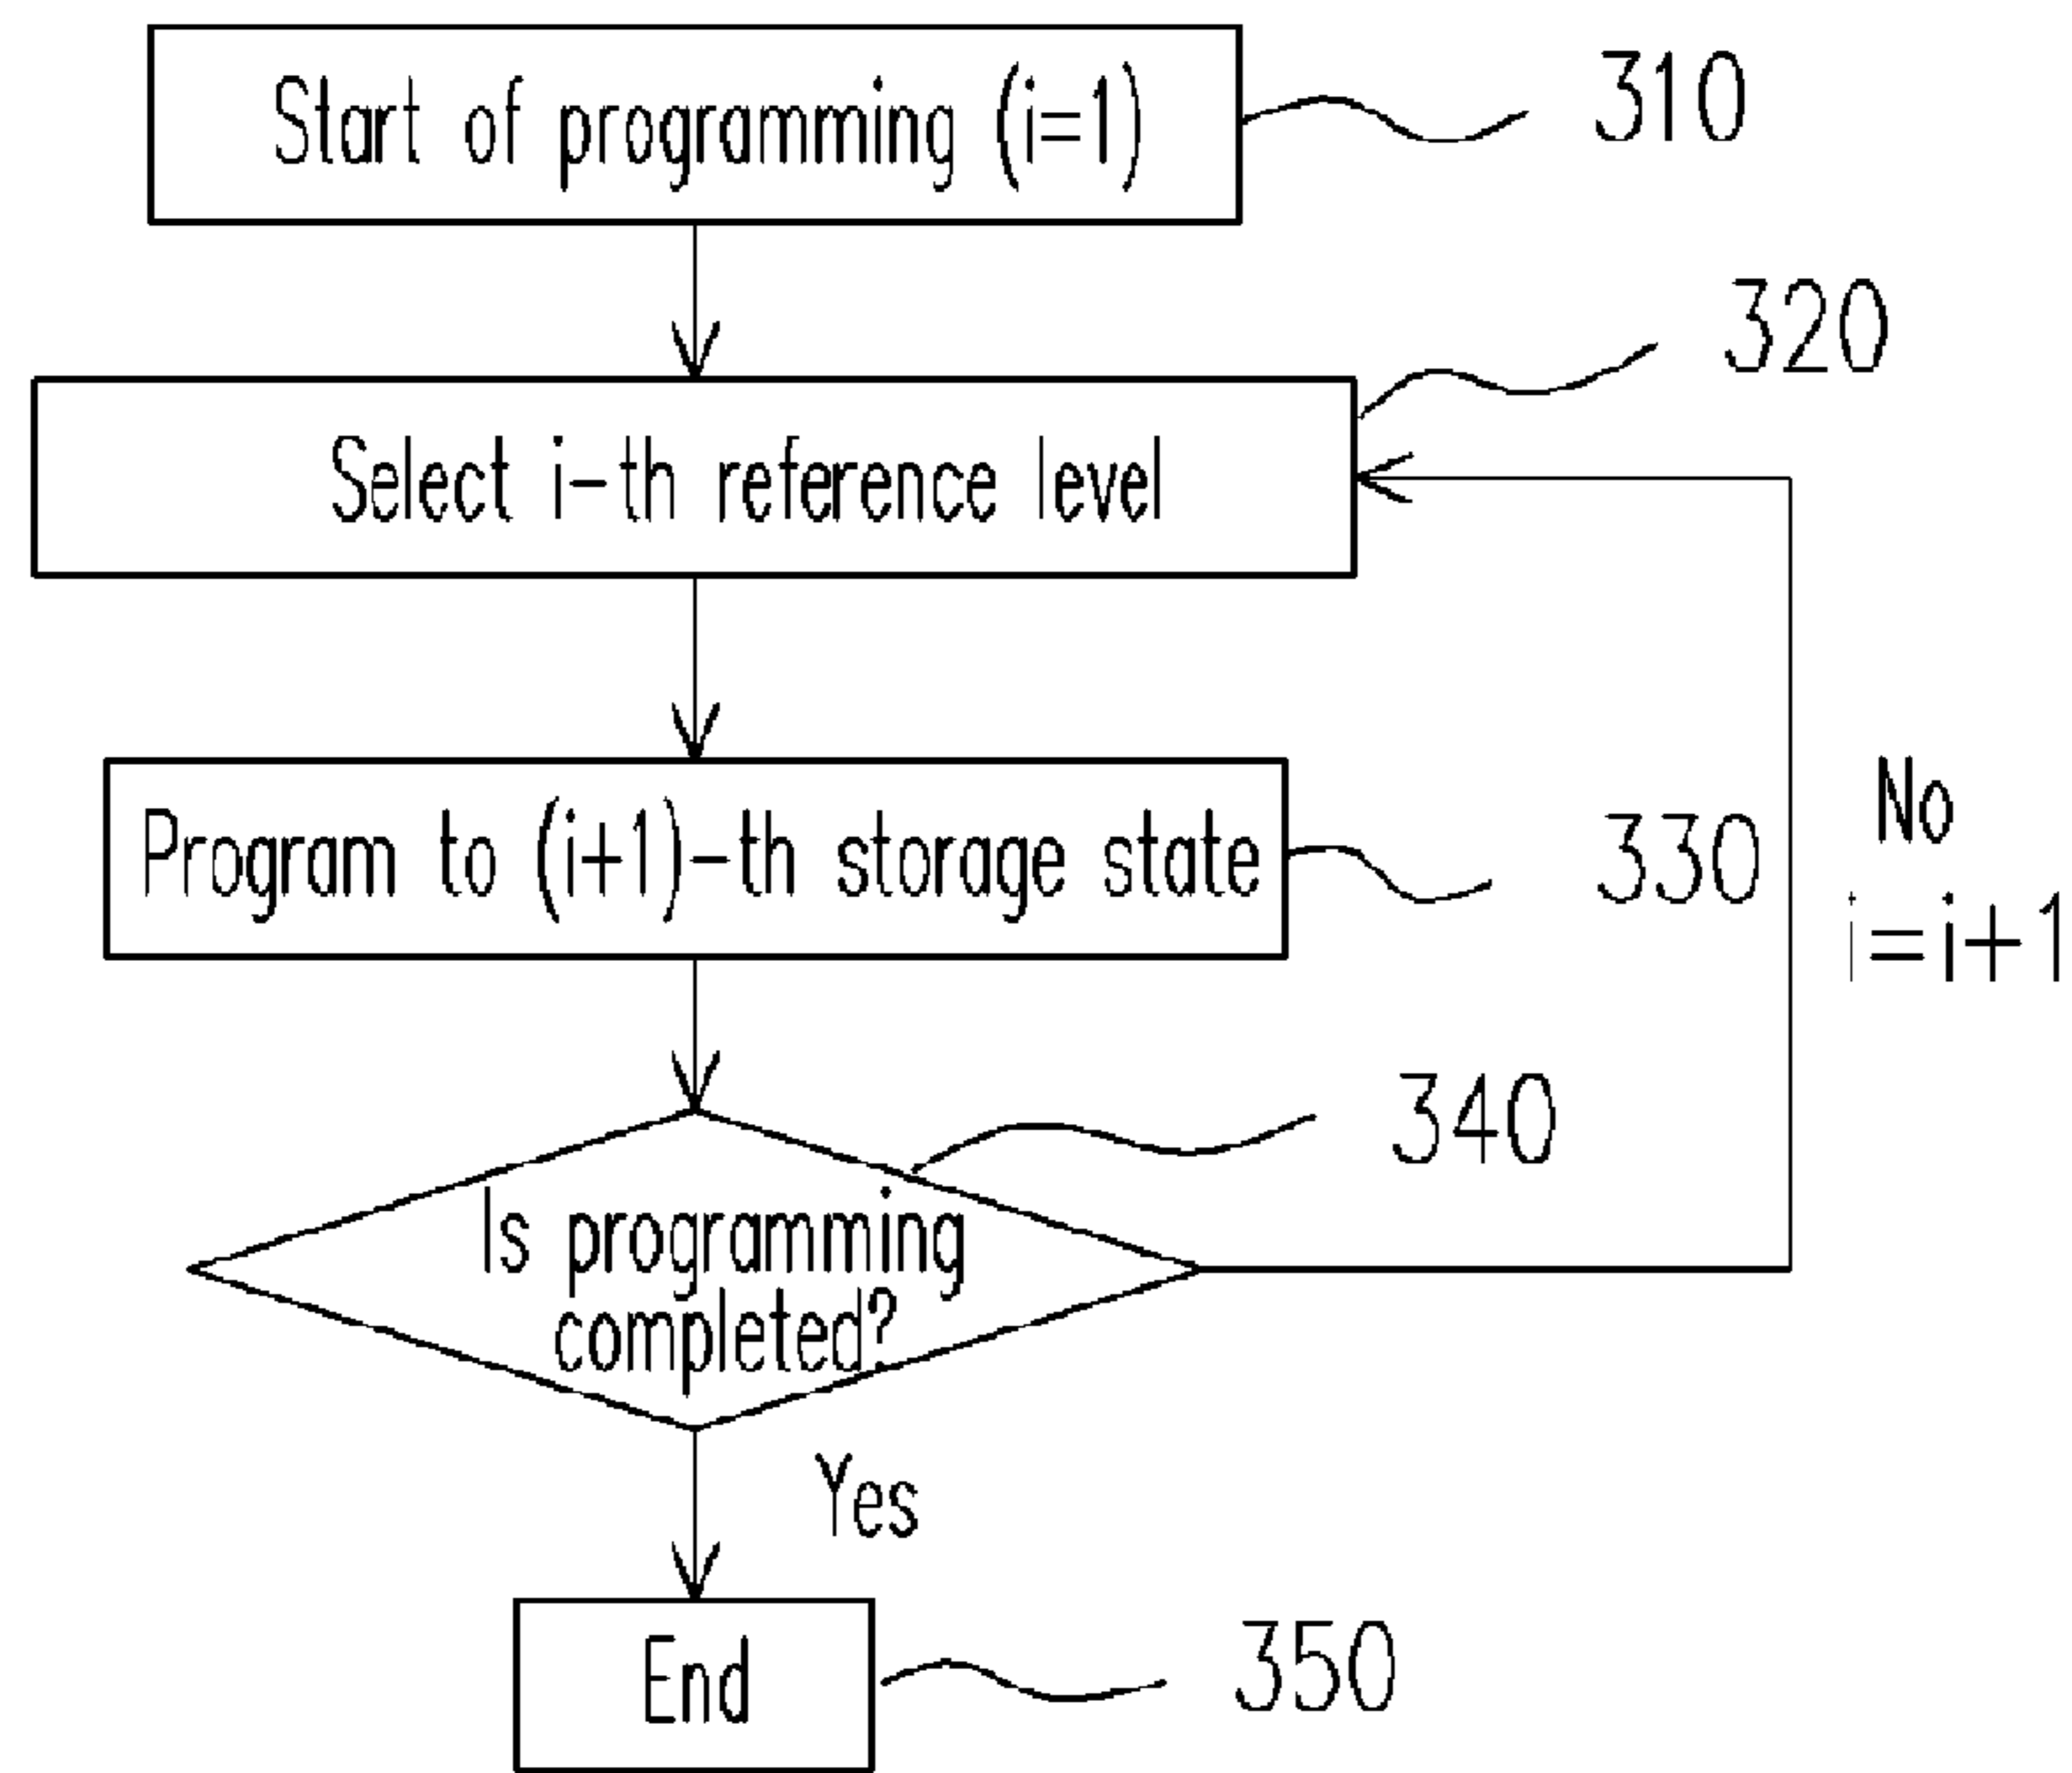 Start of programming (i=1)
310
320
Select i-th reference level
Program to (i+1)-th storage state
330
No
i=i+1
340
Is programming
completed?
Yes
End
350